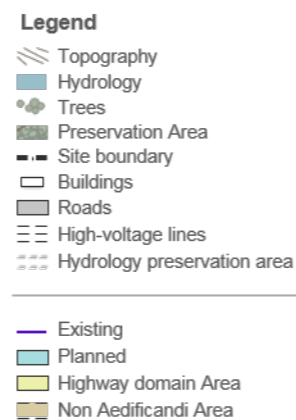 Legend
Topography
Hydrology
Trees
Preservation Area
Site boundary
Buildings
Roads
High-voltage lines
Hydrology preservation area
Existing
Planned
Highway domain Area
Non Aedificandi Area